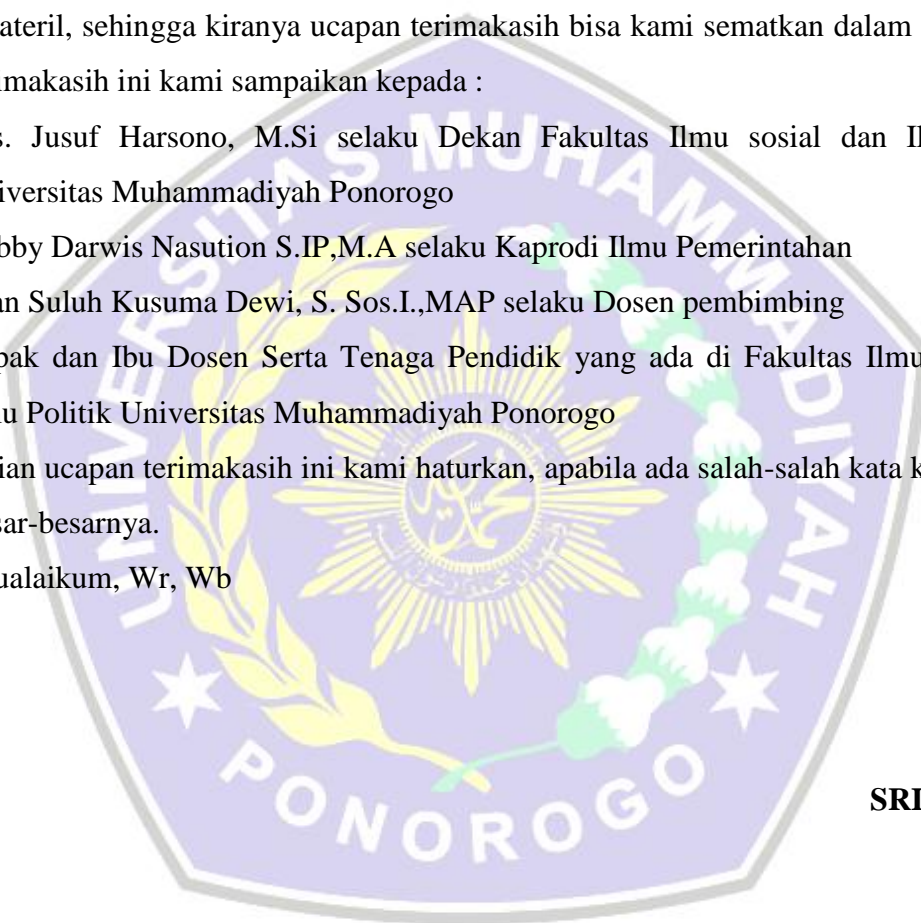 ateril, sehingga kiranya ucapan terimakasih bisa kami sematkan dalam
imakasih ini kami sampaikan kepada :
s. Jusuf Harsono, M.Si selaku Dekan Fakultas Ilmu sosial dan Il
iversitas Muhammadiyah Ponorogo
bby Darwis Nasution S.IP,M.A selaku Kaprodi Ilmu Pemerintahan
an Suluh Kusuma Dewi, S. Sos.I.,MAP selaku Dosen pembimbing
pak dan Ibu Dosen Serta Tenaga Pendidik yang ada di Fakultas Ilmu
u Politik Universitas Muhammadiyah Ponorogo
ian ucapan terimakasih ini kami haturkan, apabila ada salah-salah kata k
sar-besarnya.
ualaikum, Wr, Wb
SRI
UNIVERSITAS MUHAMMADIYAH
PONOROGO